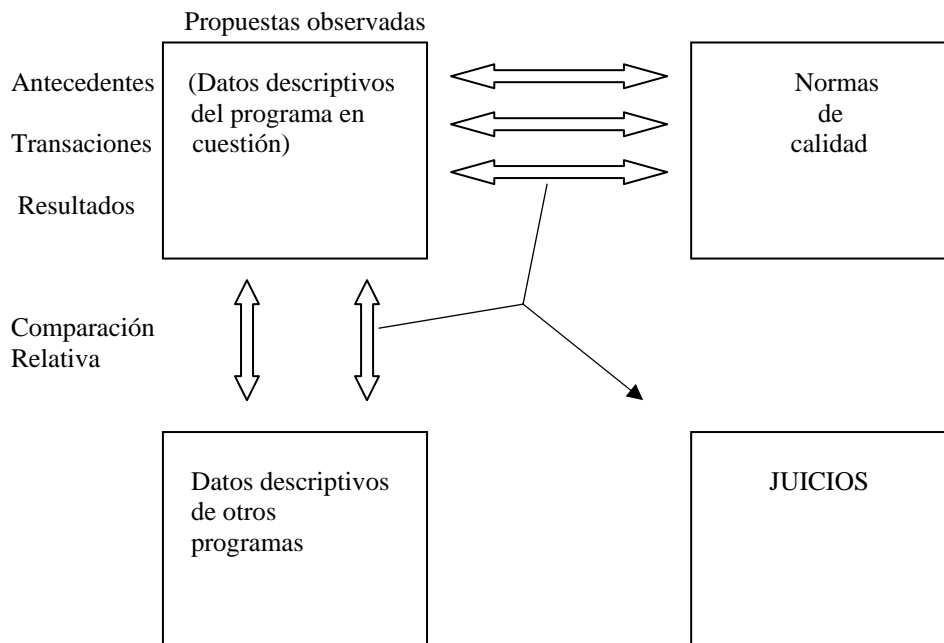 Propuestas observadas
Antecedentes
Transaciones
Resultados
(Datos descriptivos
del programa en
cuestión)
Normas
de
calidad
Comparación
Relativa
Datos descriptivos
de otros
programas
JUICIOS